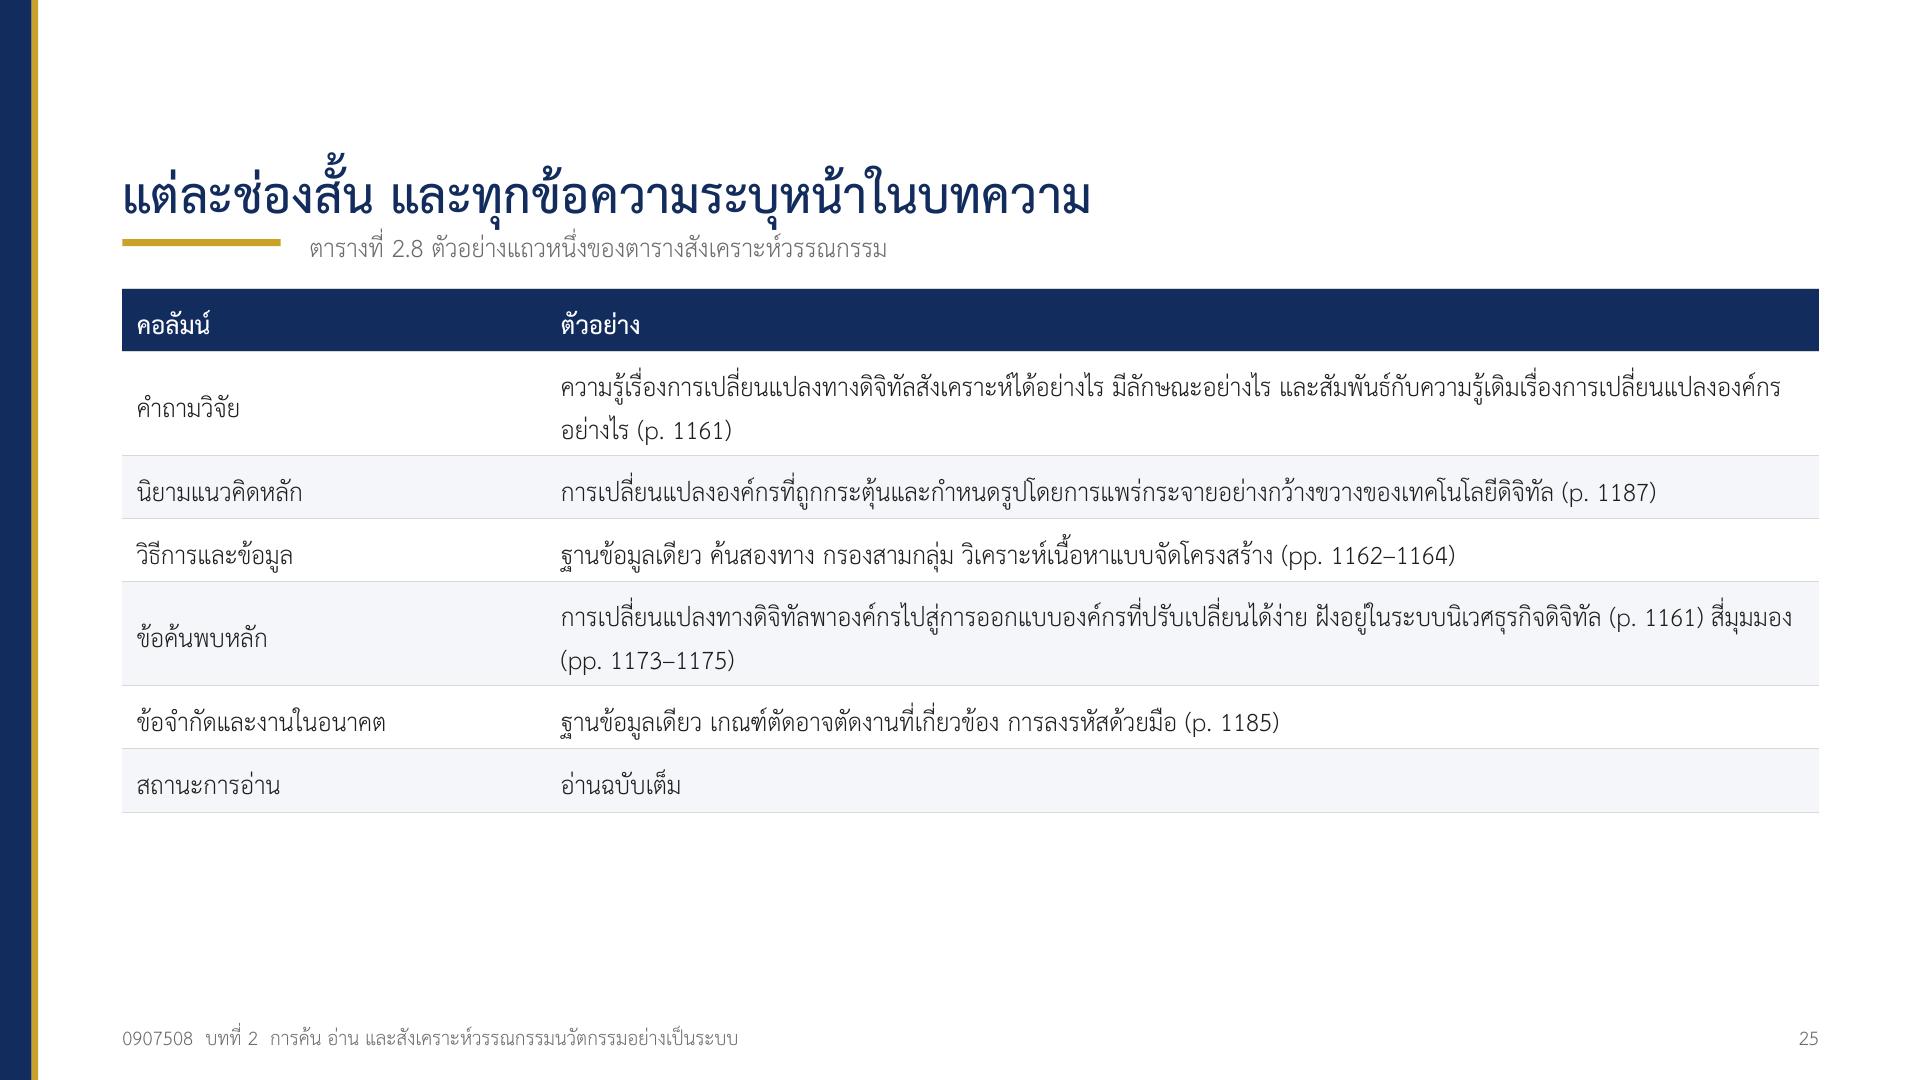 แต่ละช่องสั้น และทุกข้อความระบุหน้าในบทความ
ตารางที่ 2.8 ตัวอย่างแถวหนึ่งของตารางสังเคราะห์วรรณกรรม
คอลัมน์ ตัวอย่าง
คำถามวิจัย ความรู้เรื่องการเปลี่ยนแปลงทางดิจิทัลสังเคราะห์ได้อย่างไร มีลักษณะอย่างไร และสัมพันธ์กับความรู้เดิมเรื่องการเปลี่ยนแปลงองค์กร
อย่างไร (p. 1161)
นิยามแนวคิดหลัก การเปลี่ยนแปลงองค์กรที่ถูกกระตุ้นและกำหนดรูปโดยการแพร่กระจายอย่างกว้างขวางของเทคโนโลยีดิจิทัล (p. 1187)
วิธีการและข้อมูล ฐานข้อมูลเดียว ค้นสองทาง กรองสามกลุ่ม วิเคราะห์เนื้อหาแบบจัดโครงสร้าง (pp. 1162–1164)
ข้อค้นพบหลัก การเปลี่ยนแปลงทางดิจิทัลพาองค์กรไปสู่การออกแบบองค์กรที่ปรับเปลี่ยนได้ง่าย ฝังอยู่ในระบบนิเวศธุรกิจดิจิทัล (p. 1161) สี่มุมมอง
(pp. 1173–1175)
ข้อจำกัดและงานในอนาคต ฐานข้อมูลเดียว เกณฑ์ตัดอาจตัดงานที่เกี่ยวข้อง การลงรหัสด้วยมือ (p. 1185)
สถานะการอ่าน อ่านฉบับเต็ม
0907508 บทที่ 2 การค้น อ่าน และสังเคราะห์วรรณกรรมนวัตกรรมอย่างเป็นระบบ 25